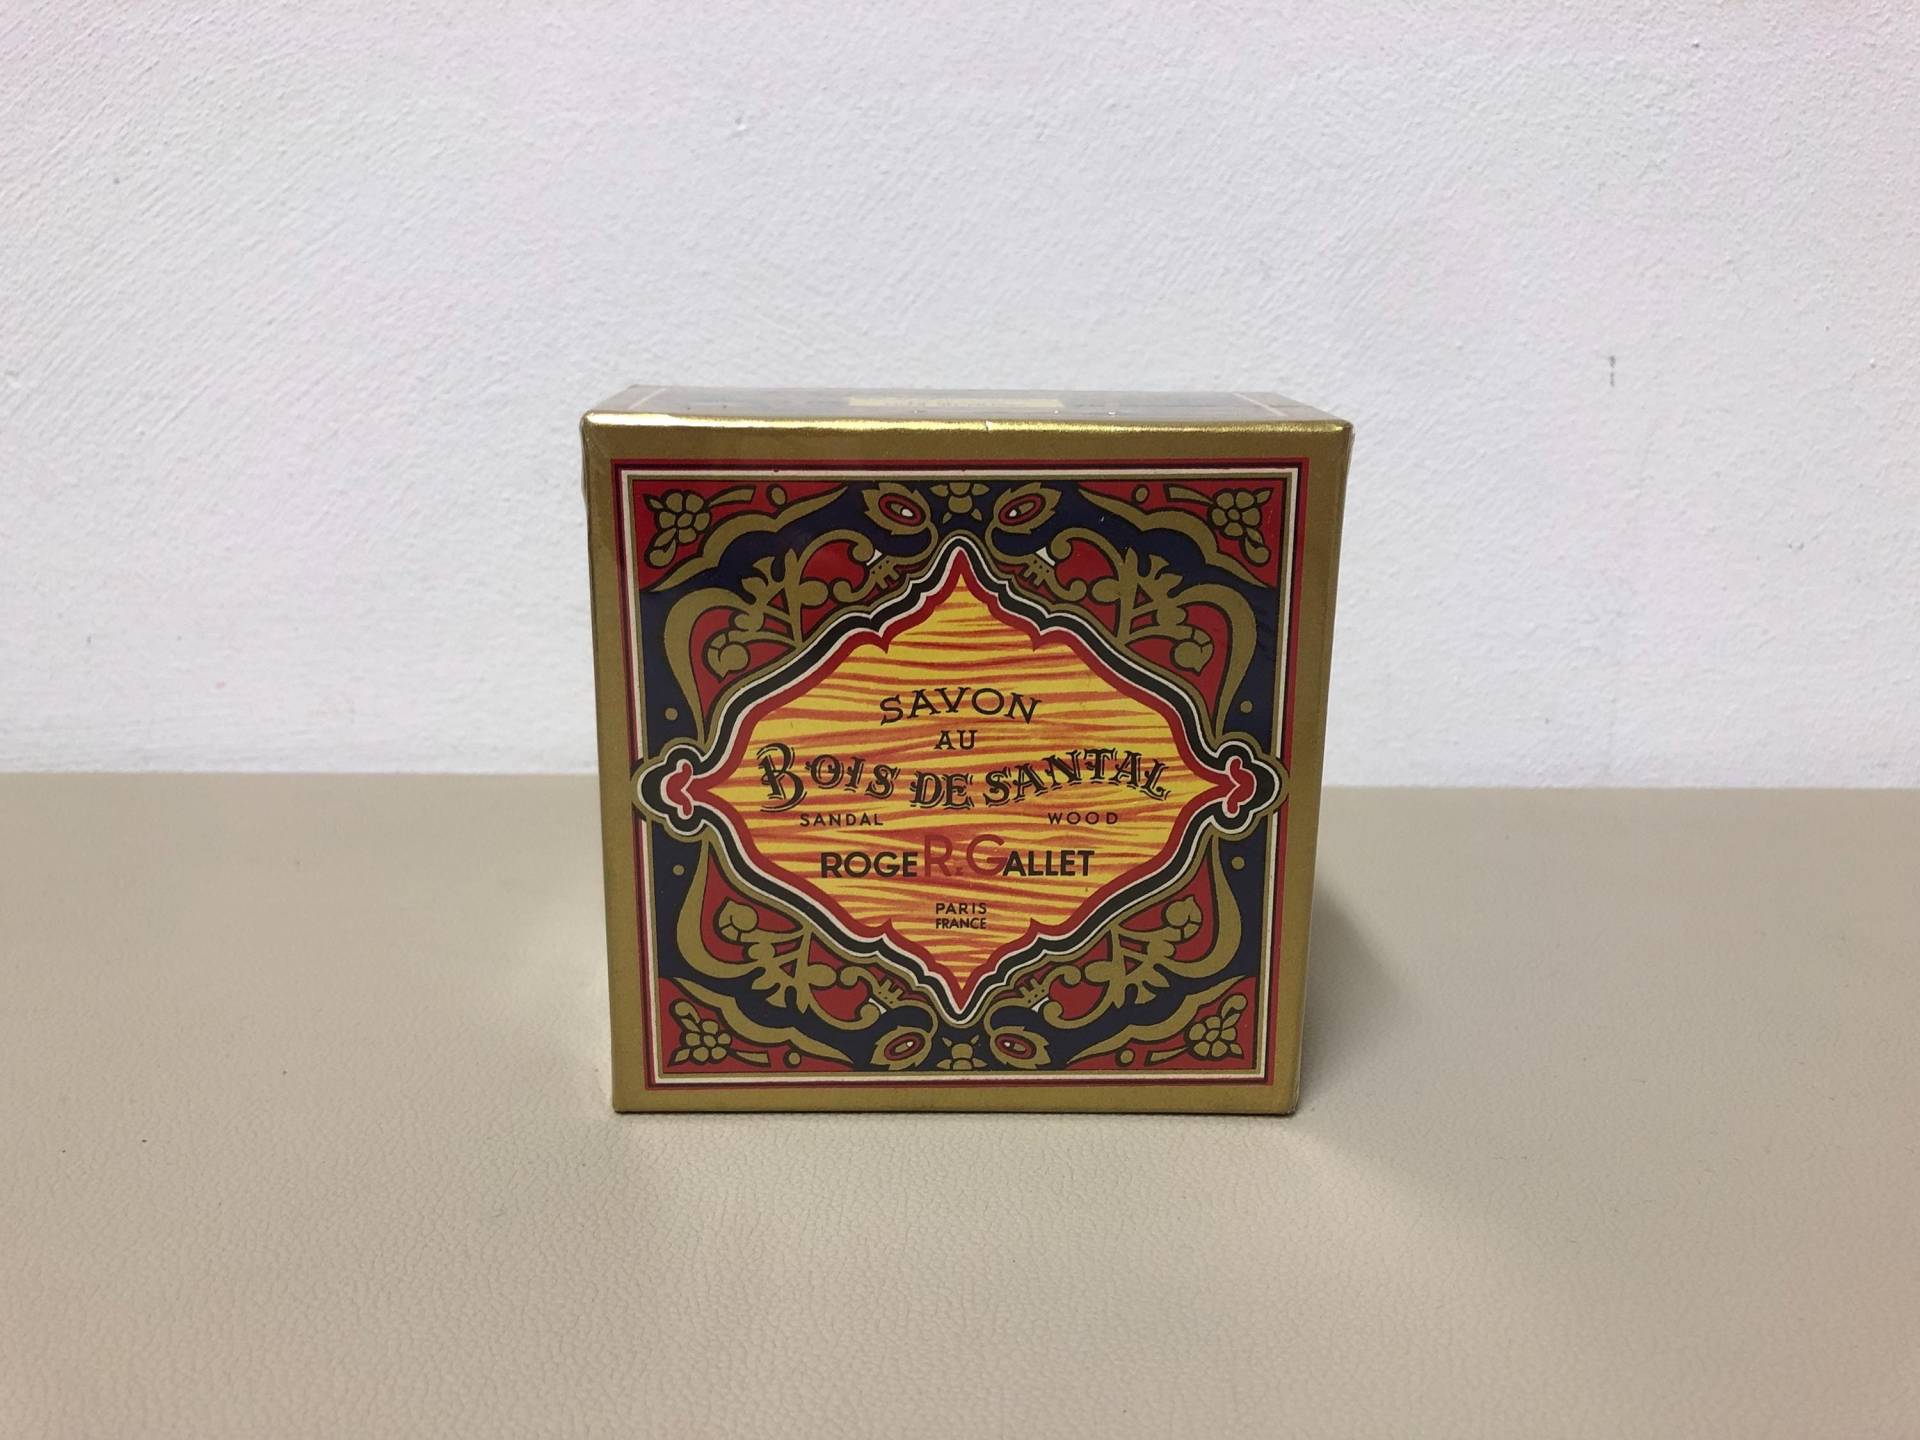 SAVON
AU
BOIS DE SANTAL
SANDAL WOOD
ROGER & GALLET
PARIS
FRANCE